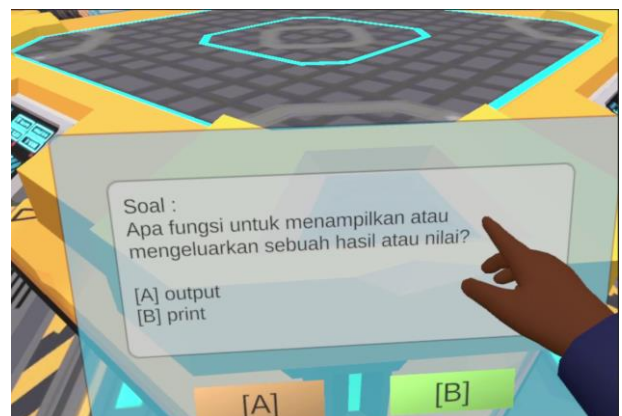 Soal :
Apa fungsi untuk menampilkan atau
mengeluarkan sebuah hasil atau nilai?
[A] output
[B] print
[A]
[B]